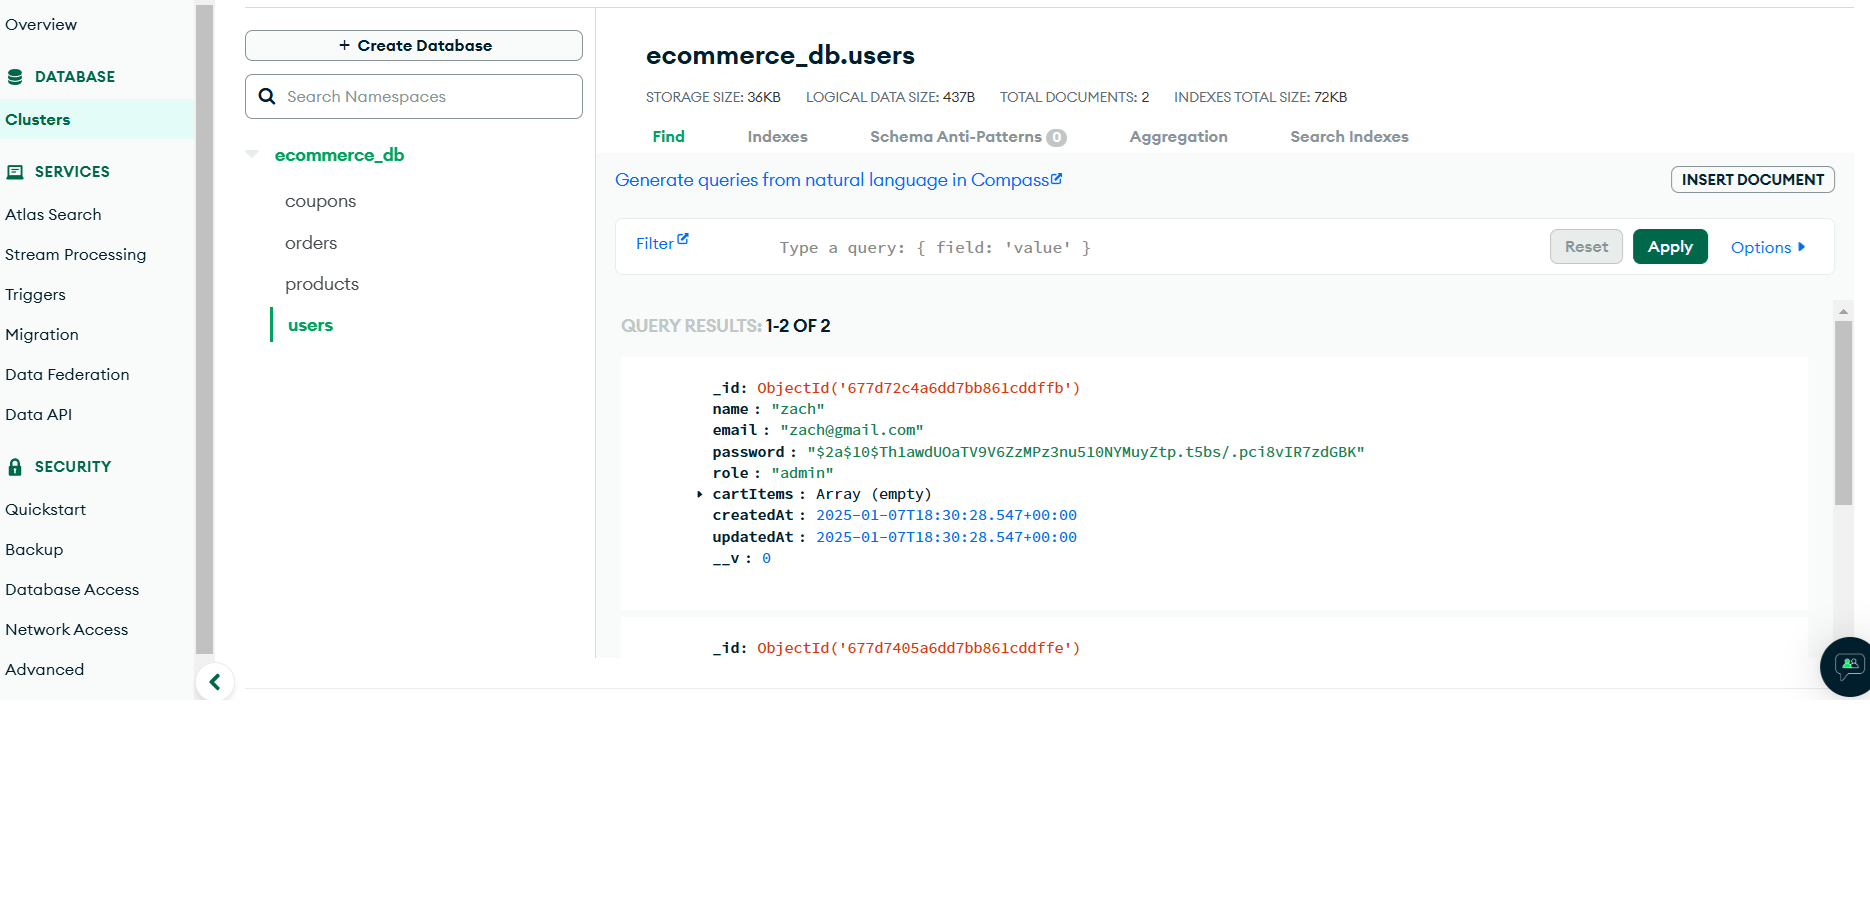 Overview
DATABASE
Clusters
SERVICES
Atlas Search
Stream Processing
Triggers
Migration
Data Federation
Data API
SECURITY
Quickstart
Backup
Database Access
Network Access
Advanced
+ Create Database
Search Namespaces
ecommerce_db
coupons
orders
products
users
ecommerce_db.users
STORAGE SIZE: 36KB LOGICAL DATA SIZE: 437B TOTAL DOCUMENTS: 2 INDEXES TOTAL SIZE: 72KB
Find Indexes Schema Anti-Patterns 0 Aggregation Search Indexes
Generate queries from natural language in Compass
INSERT DOCUMENT
Filter Type a query: { field: 'value' } Reset Apply Options
QUERY RESULTS: 1-2 OF 2
_id: ObjectId('677d72c4a6dd7bb861cddffb')
name : "zach"
email : "zach@gmail.com"
password : "$2a$10$Th1awdUOaTV9V6ZzMPz3nu510NYMuyZtp.t5bs/.pci8vIR7zdGBK"
role : "admin"
cartItems : Array (empty)
createdAt : 2025-01-07T18:30:28.547+00:00
updatedAt : 2025-01-07T18:30:28.547+00:00
__v : 0
_id: ObjectId('677d7405a6dd7bb861cddffe')